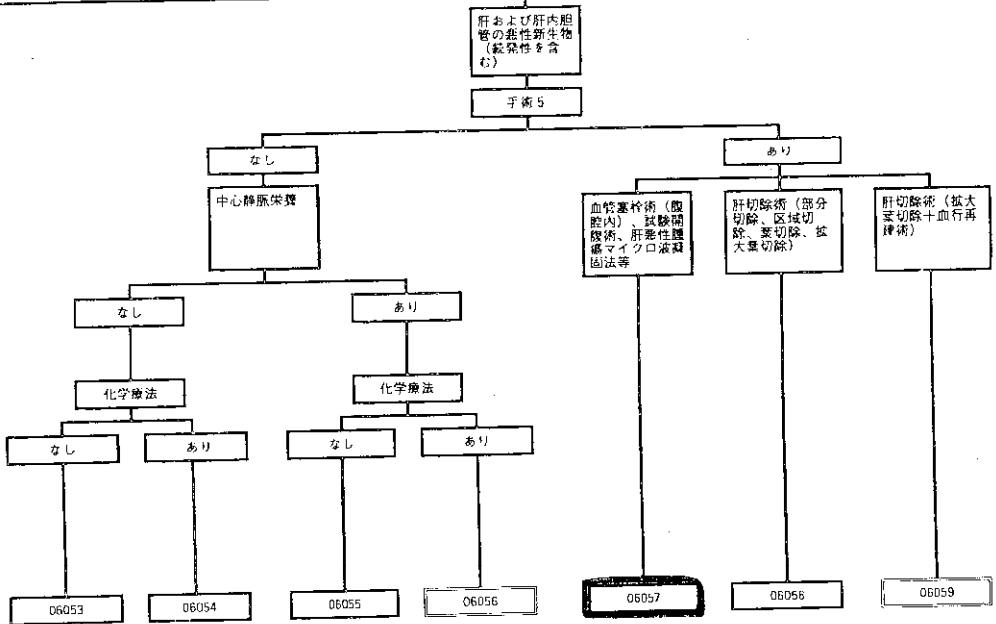 肝および肝内胆
管の悪性新生物
(続発性を含
む)
手術5
なし
あり
中心静脈栄養
血管塞栓術(腹
腔内)、試験開
腹術、肝悪性腫
瘍マイクロ波凝
固法等
肝切除術(部分
切除、区域切
除、葉切除、拡
大葉切除)
肝切除術(拡大
葉切除+血行再
建術)
なし
あり
化学療法
化学療法
なし
あり
なし
あり
06053
06054
06055
06056
06057
06058
06059